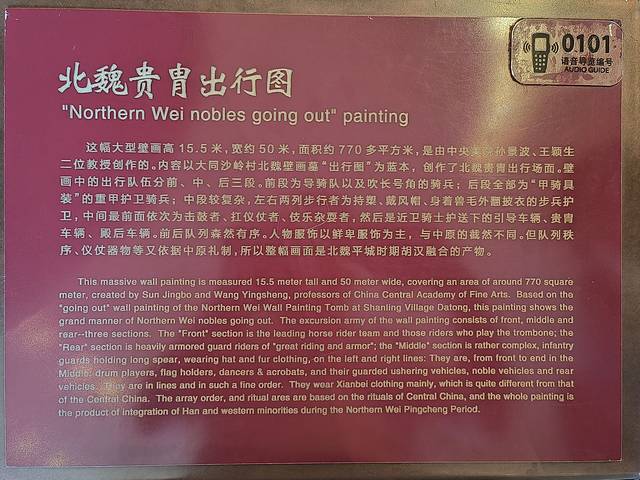 0101
语音导览编号
AUDIO GUIDE
北魏贵胄出行图
"Northern Wei nobles going out" painting
这幅大型壁画高 15.5 米，宽约 50 米，面积约 770 多平方米，是由中央美院孙景波、王颖生
二位教授创作的。内容以大同沙岭村北魏壁画墓“出行图”为蓝本，创作了北魏贵胄出行场面。壁
画中的出行队伍分前、中、后三段。前段为导骑队以及吹长号角的骑兵；后段全部为“甲骑具
装”的重甲护卫骑兵；中段较复杂，左右两列步行者为持槊、戴风帽、身着兽毛外翻披衣的步兵护
卫，中间最前面依次为击鼓者、扛仪仗者、伎乐杂耍者，然后是近卫骑士护送下的引导车辆、贵胄
车辆、殿后车辆。前后队列森然有序。人物服饰以鲜卑服饰为主，与中原的截然不同。但队列秩
序、仪仗器物等又依据中原礼制，所以整幅画面是北魏平城时期胡汉融合的产物。
This massive wall painting is measured 15.5 meter tall and 50 meter wide, covering an area of around 770 square
meter, created by Sun Jingbo and Wang Yingsheng, professors of China Central Academy of Fine Arts. Based on the
"going out" wall painting of the Northern Wei Wall Painting Tomb at Shanling Village Datong, this painting shows the
grand manner of Northern Wei nobles going out. The excursion army of the wall painting consists of front, middle and
rear--three sections. The "Front" section is the leading horse rider team and those riders who play the trombone; the
"Rear" section is heavily armored guard riders of "great riding and armor"; the "Middle" section is rather complex, infantry
guards holding long spear, wearing hat and fur clothing, on the left and right lines: They are, from front to end in the
Middle: drum players, flag holders, dancers & acrobats, and their guarded ushering vehicles, noble vehicles and rear
vehicles. They are in lines and in such a fine order. They wear Xianbei clothing mainly, which is quite different from that
of the Central China. The array order, and ritual ares are based on the rituals of Central China, and the whole painting is
the product of integration of Han and western minorities during the Northern Wei Pingcheng Period.